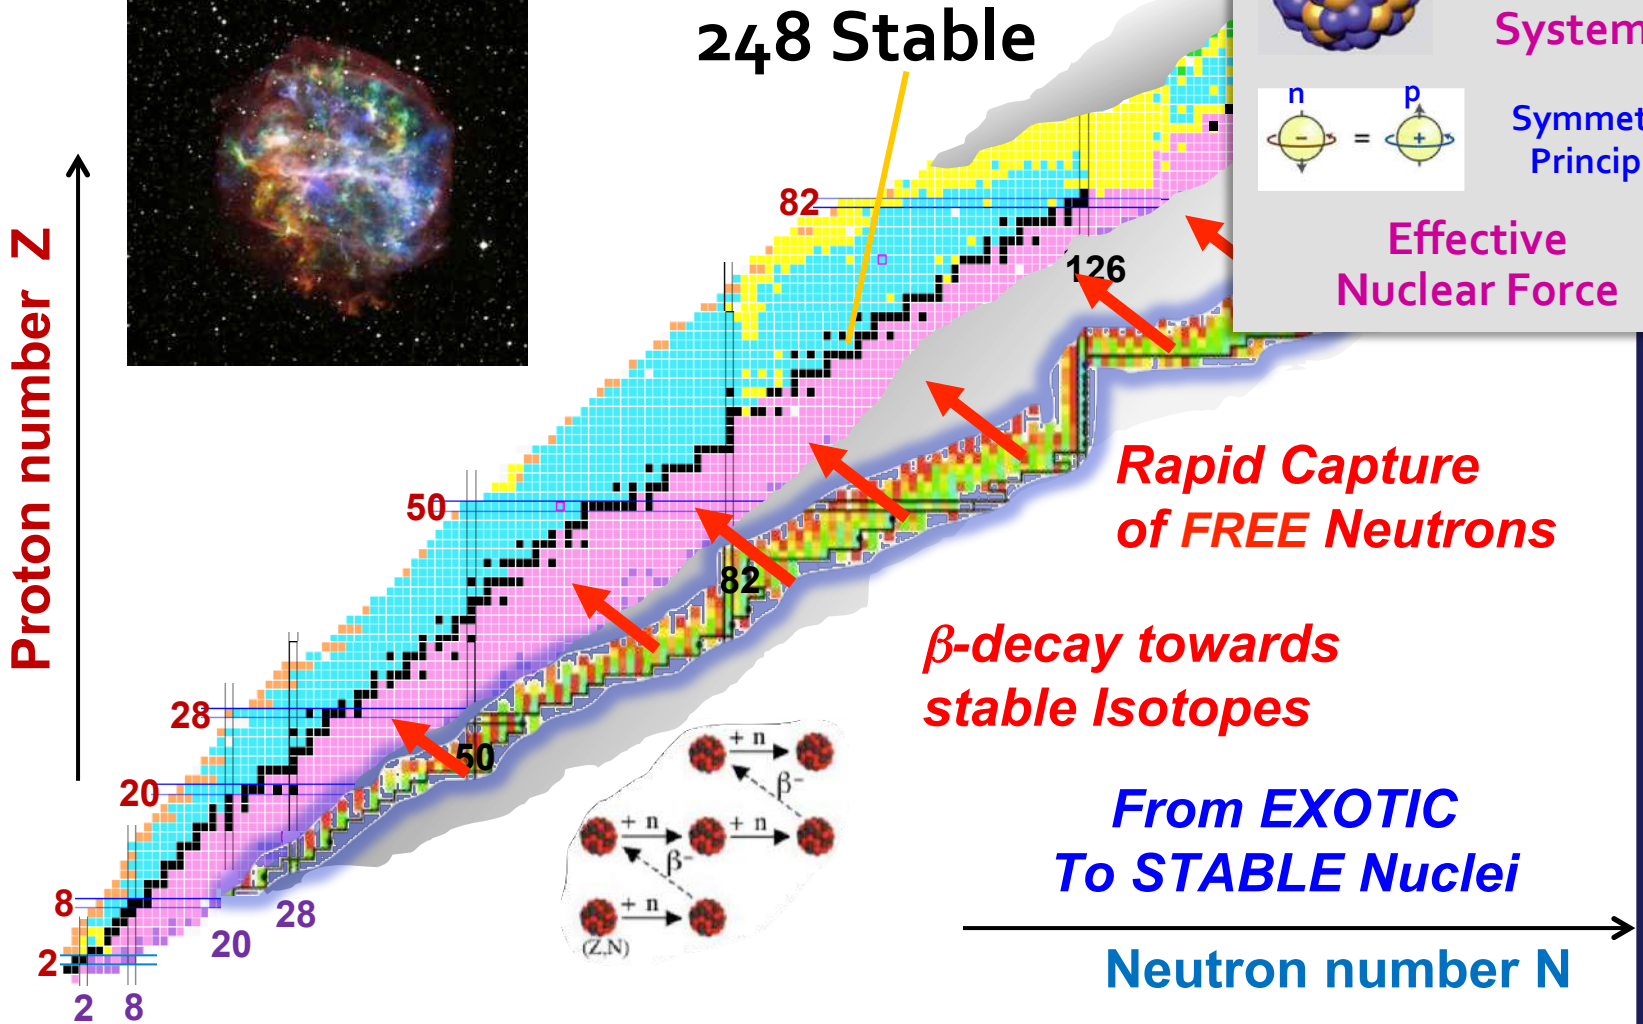 248 Stable
System
n
p
-
=
+
Symmet
Princip
Effective
Nuclear Force
Proton number Z
82
126
50
Rapid Capture
of FREE Neutrons
82
β-decay towards
stable Isotopes
28
50
+ n
β⁻
20
+ n
+ n
β⁻
From EXOTIC
To STABLE Nuclei
8
28
+ n
20
(Z,N)
2
Neutron number N
2
8